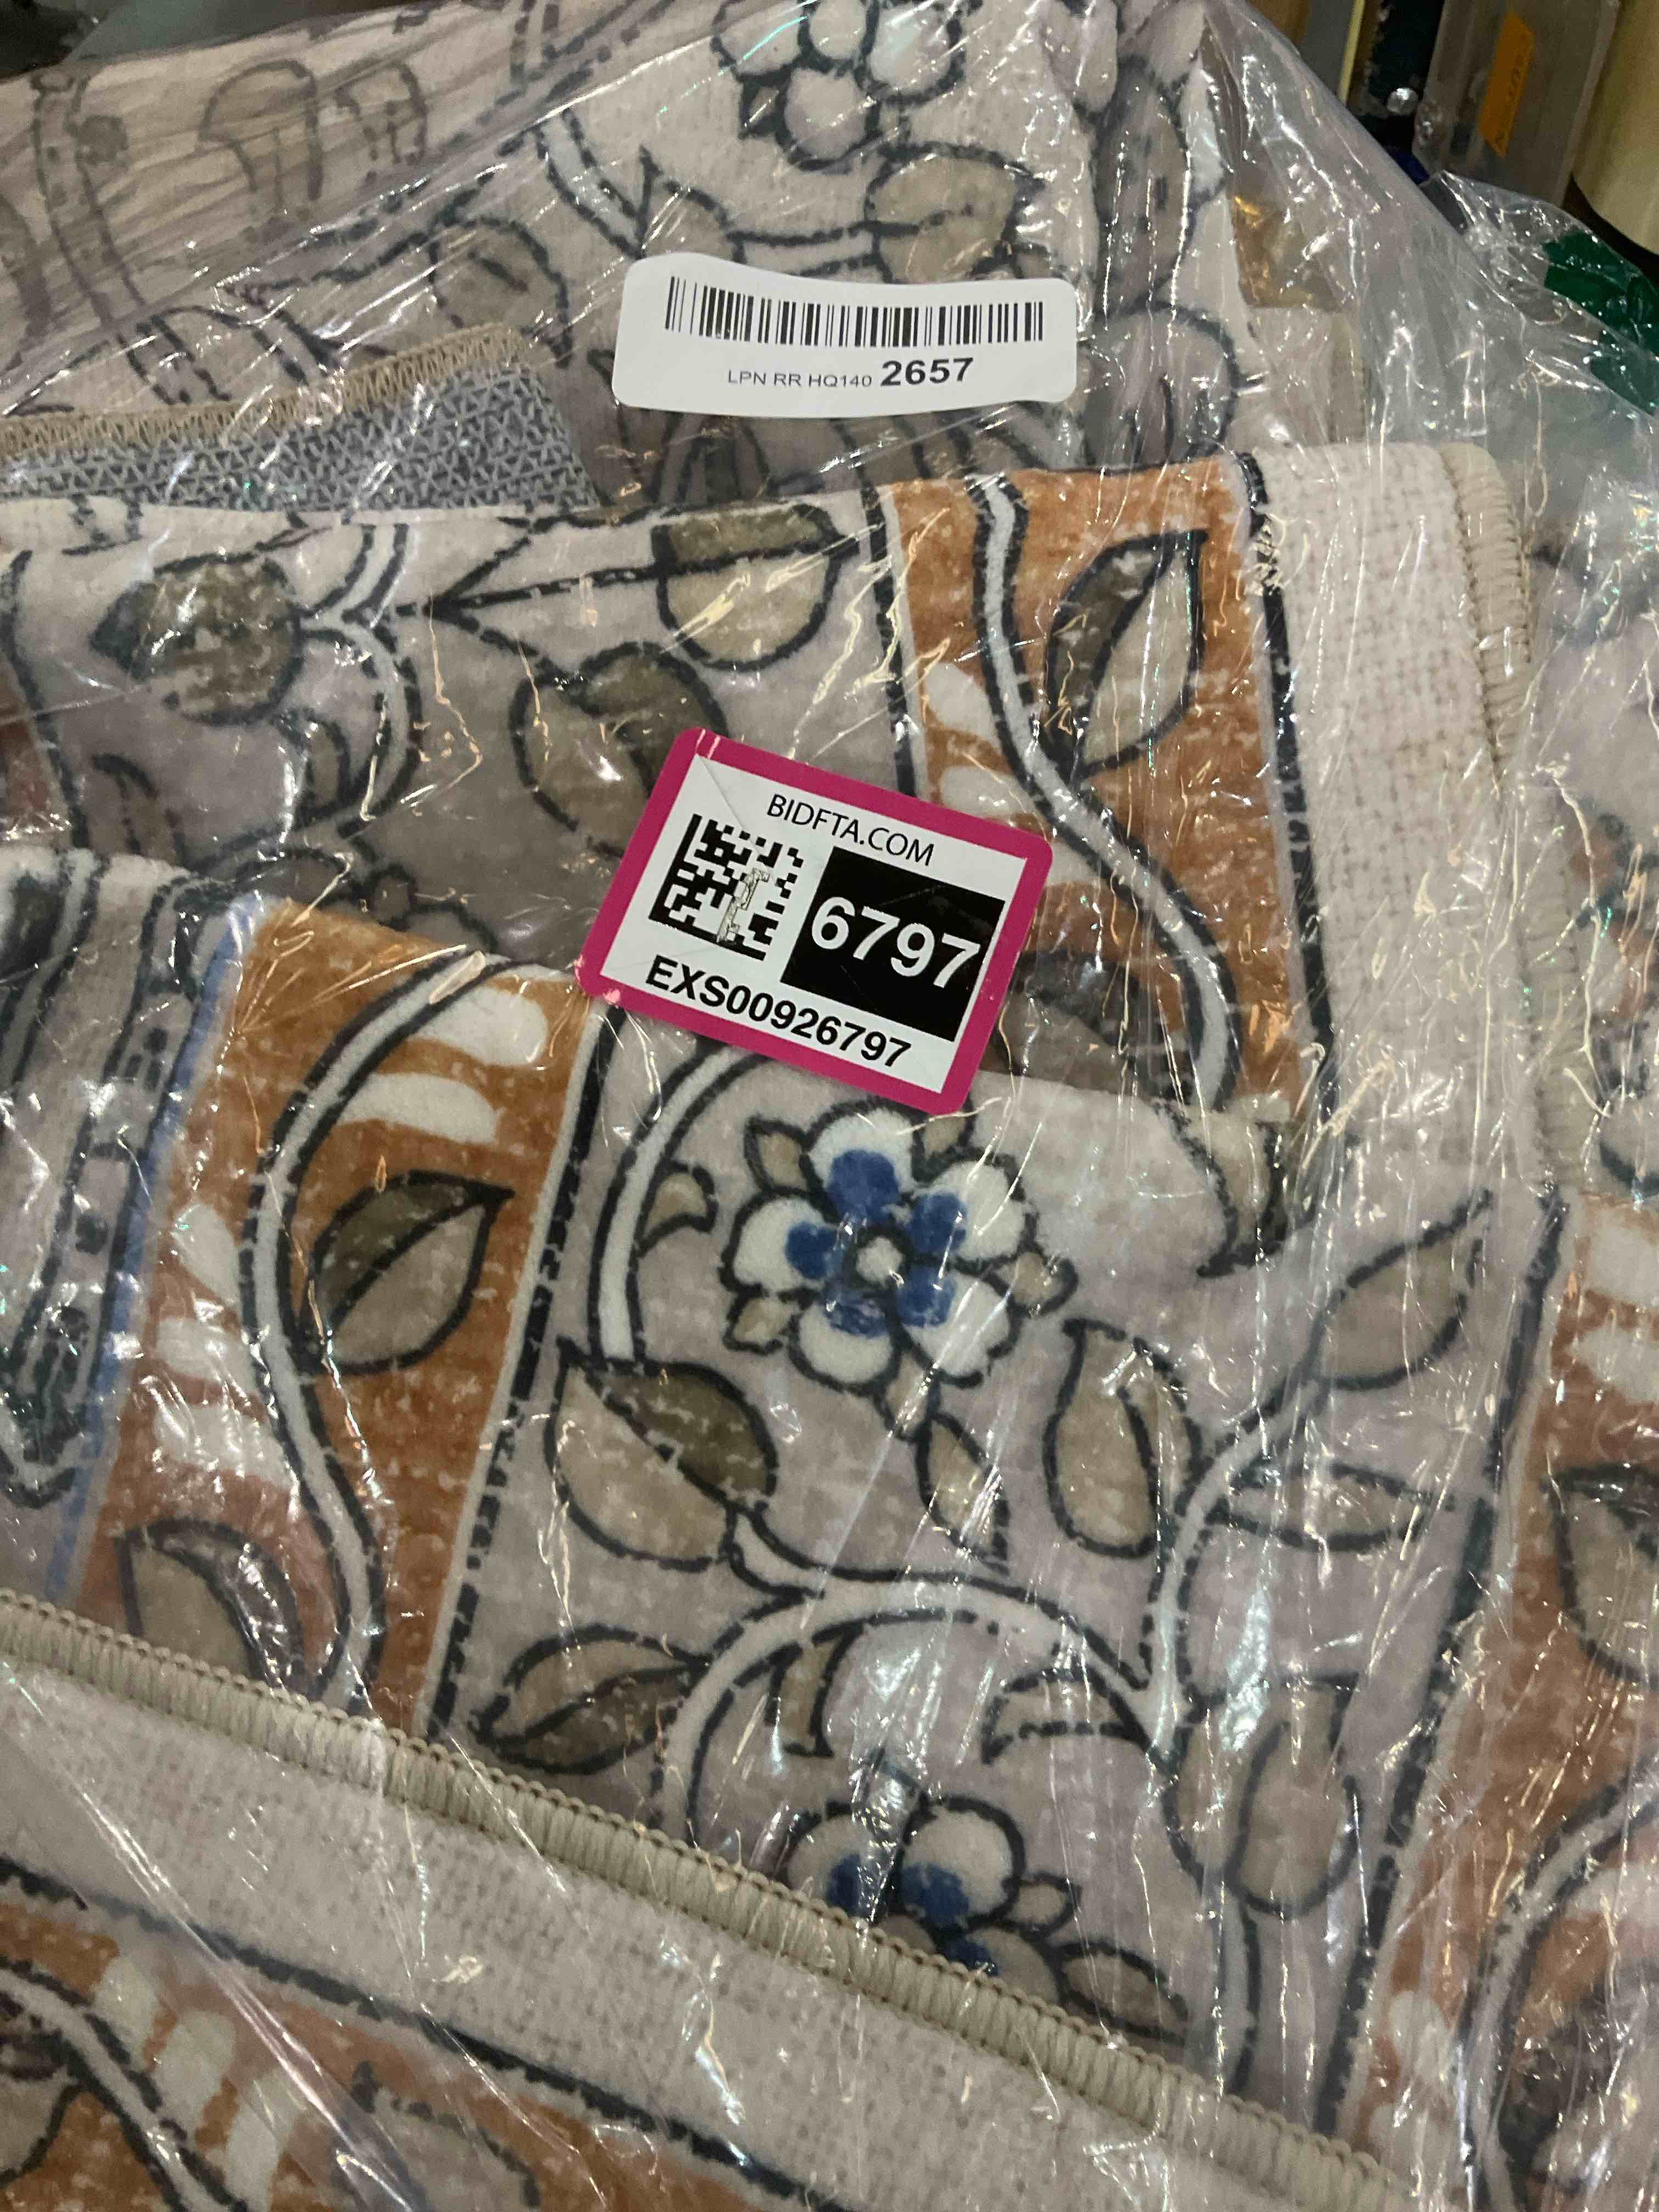 LPN RR HQ140 2657
BIDFTA.COM
6797
EXS00926797